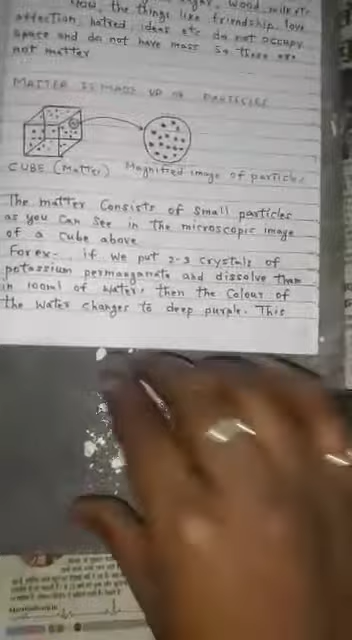 Now, the things like friendship, love
affection, hatred, ideas etc do not occupy
space and do not have mass so these are
not matter
MATTER IS MADE UP OF PARTICLES
CUBE (Matter) Magnified image of particles
The matter consists of small particles
as you can see in the microscopic image
of a cube above
For ex- if we put 2-3 crystals of
potassium permanganate and dissolve them
in 100ml of water, then the colour of
the water changes to deep purple. This